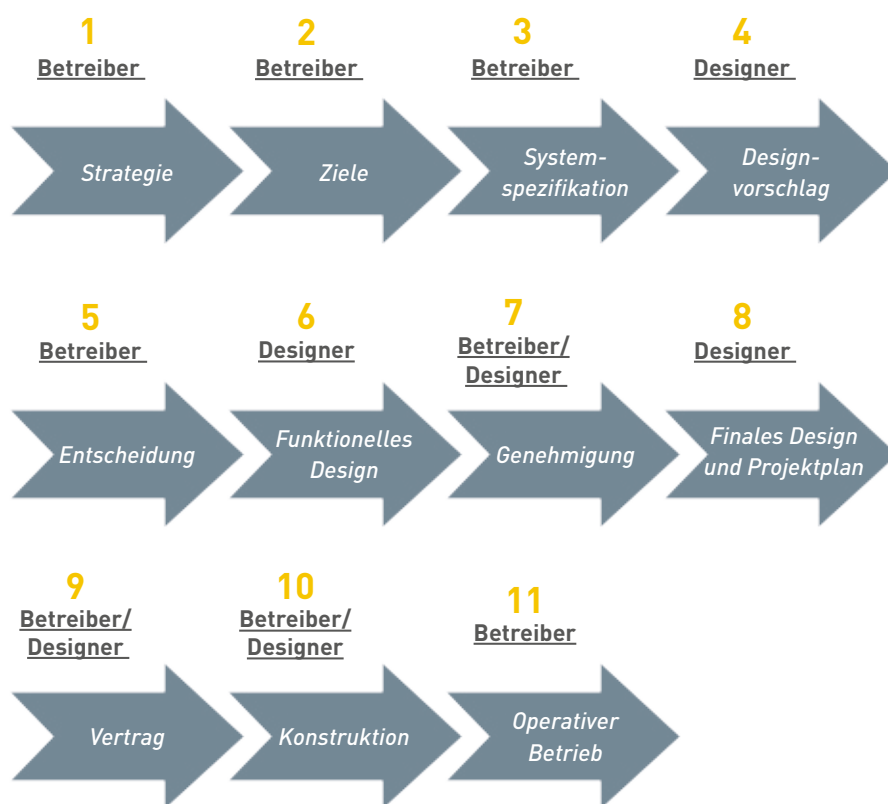 1
Betreiber
Strategie
2
Betreiber
Ziele
3
Betreiber
System-
spezifikation
4
Designer
Design-
vorschlag
5
Betreiber
Entscheidung
6
Designer
Funktionelles
Design
7
Betreiber/
Designer
Genehmigung
8
Designer
Finales Design
und Projektplan
9
Betreiber/
Designer
Vertrag
10
Betreiber/
Designer
Konstruktion
11
Betreiber
Operativer
Betrieb